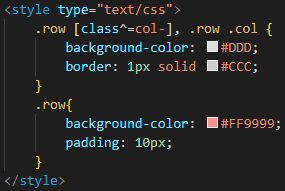 <style type="text/css">
.row [class^=col-], .row .col {
background-color: #DDD;
border: 1px solid #CCC;
}
.row{
background-color: #FF9999;
padding: 10px;
}
</style>